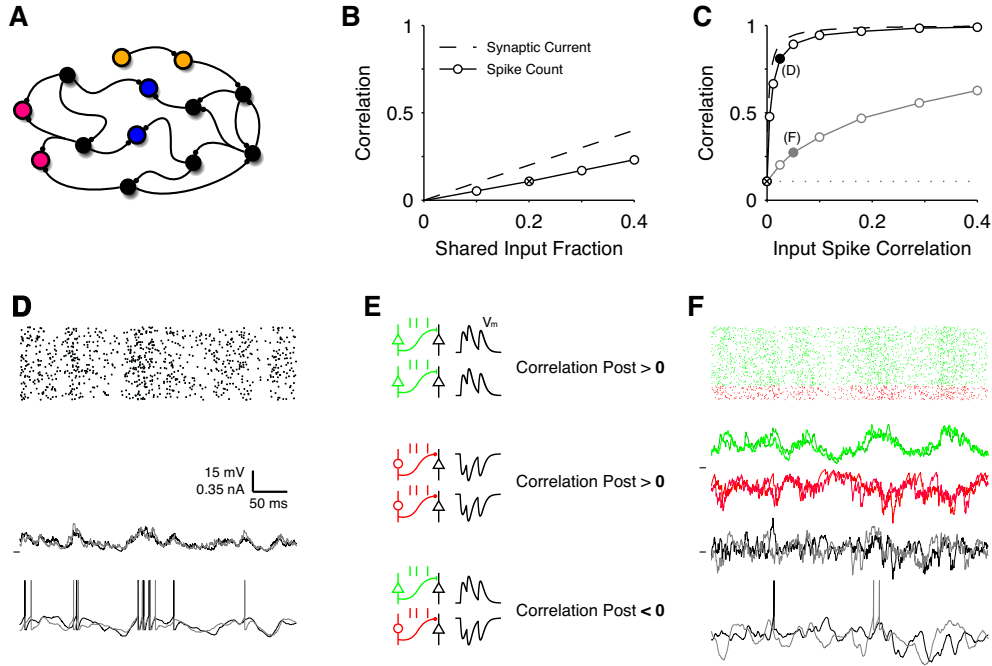 A
B
1
0.5
0
Correlation
Synaptic Current
Spike Count
0
0.2
0.4
Shared Input Fraction
C
1
0.5
0
Correlation
(D)
(F)
0
0.2
0.4
Input Spike Correlation
D
15 mV
0.35 nA
50 ms
E
Vm
Correlation Post > 0
Correlation Post > 0
Correlation Post < 0
F